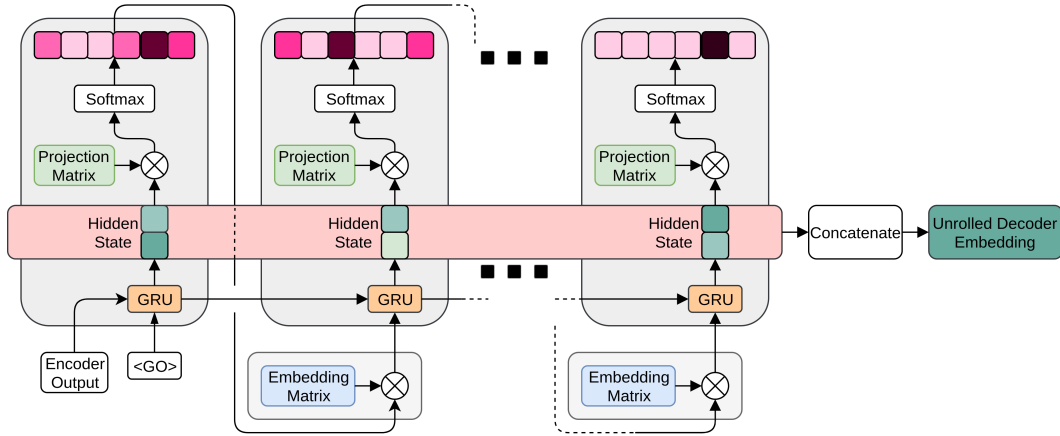 Softmax
Projection
Matrix
Hidden
State
GRU
Encoder
Output
<GO>
Softmax
Projection
Matrix
Hidden
State
GRU
Embedding
Matrix
Softmax
Projection
Matrix
Hidden
State
GRU
Embedding
Matrix
Concatenate
Unrolled Decoder
Embedding